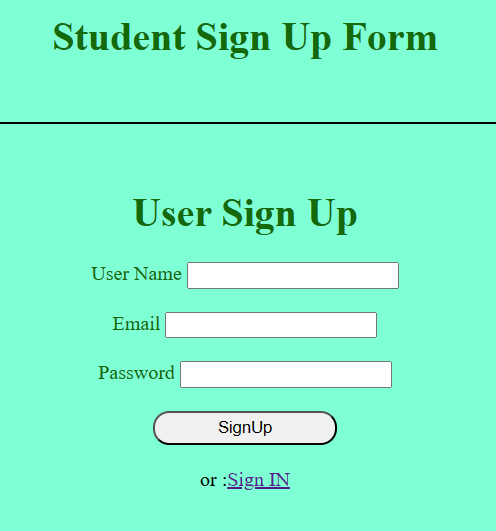 Student Sign Up Form
User Sign Up
User Name
Email
Password
SignUp
or :Sign IN